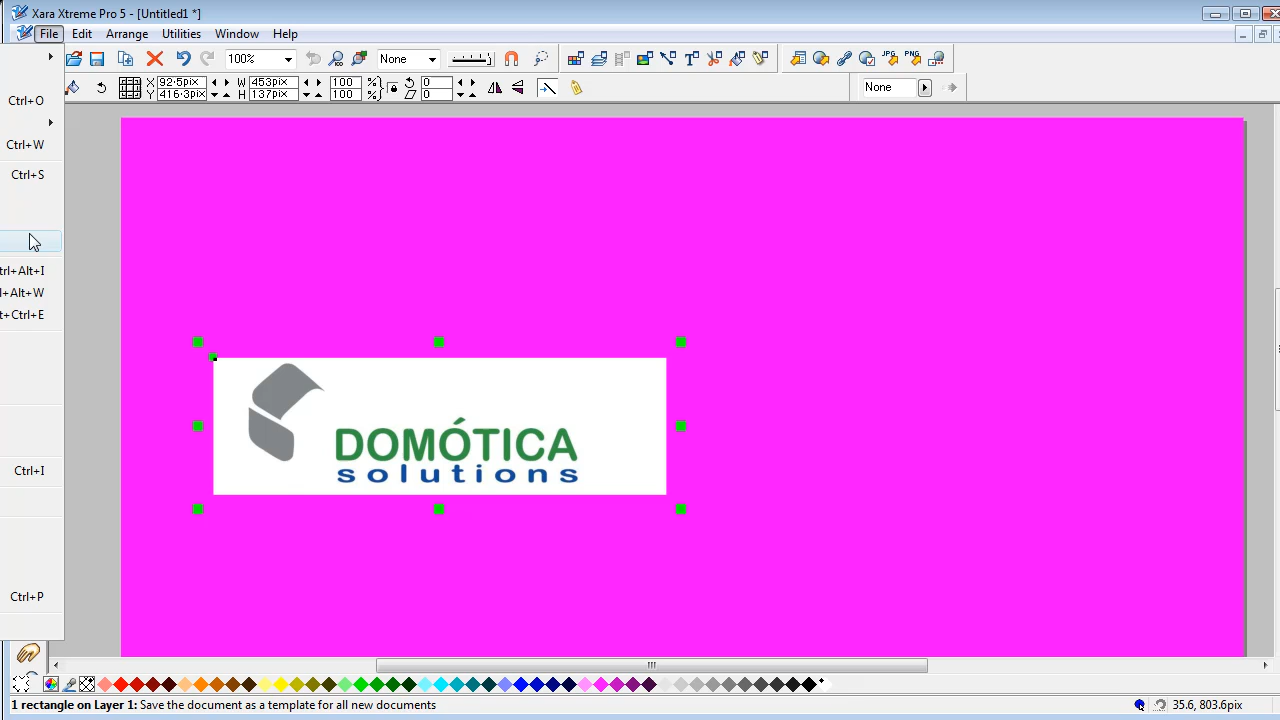 Xara Xtreme Pro 5 - [Untitled1 *]
File Edit Arrange Utilities Window Help
100% None JPG PNG
X 92·5pix W 453pix 100 % 0
Y 416·3pix H 137pix 100 0 None
Ctrl+O
Ctrl+W
Ctrl+S
trl+Alt+I
l+Alt+W
t+Ctrl+E
Ctrl+I
Ctrl+P
DOMÓTICA
solutions
1 rectangle on Layer 1: Save the document as a template for all new documents
35.6, 803.6pix